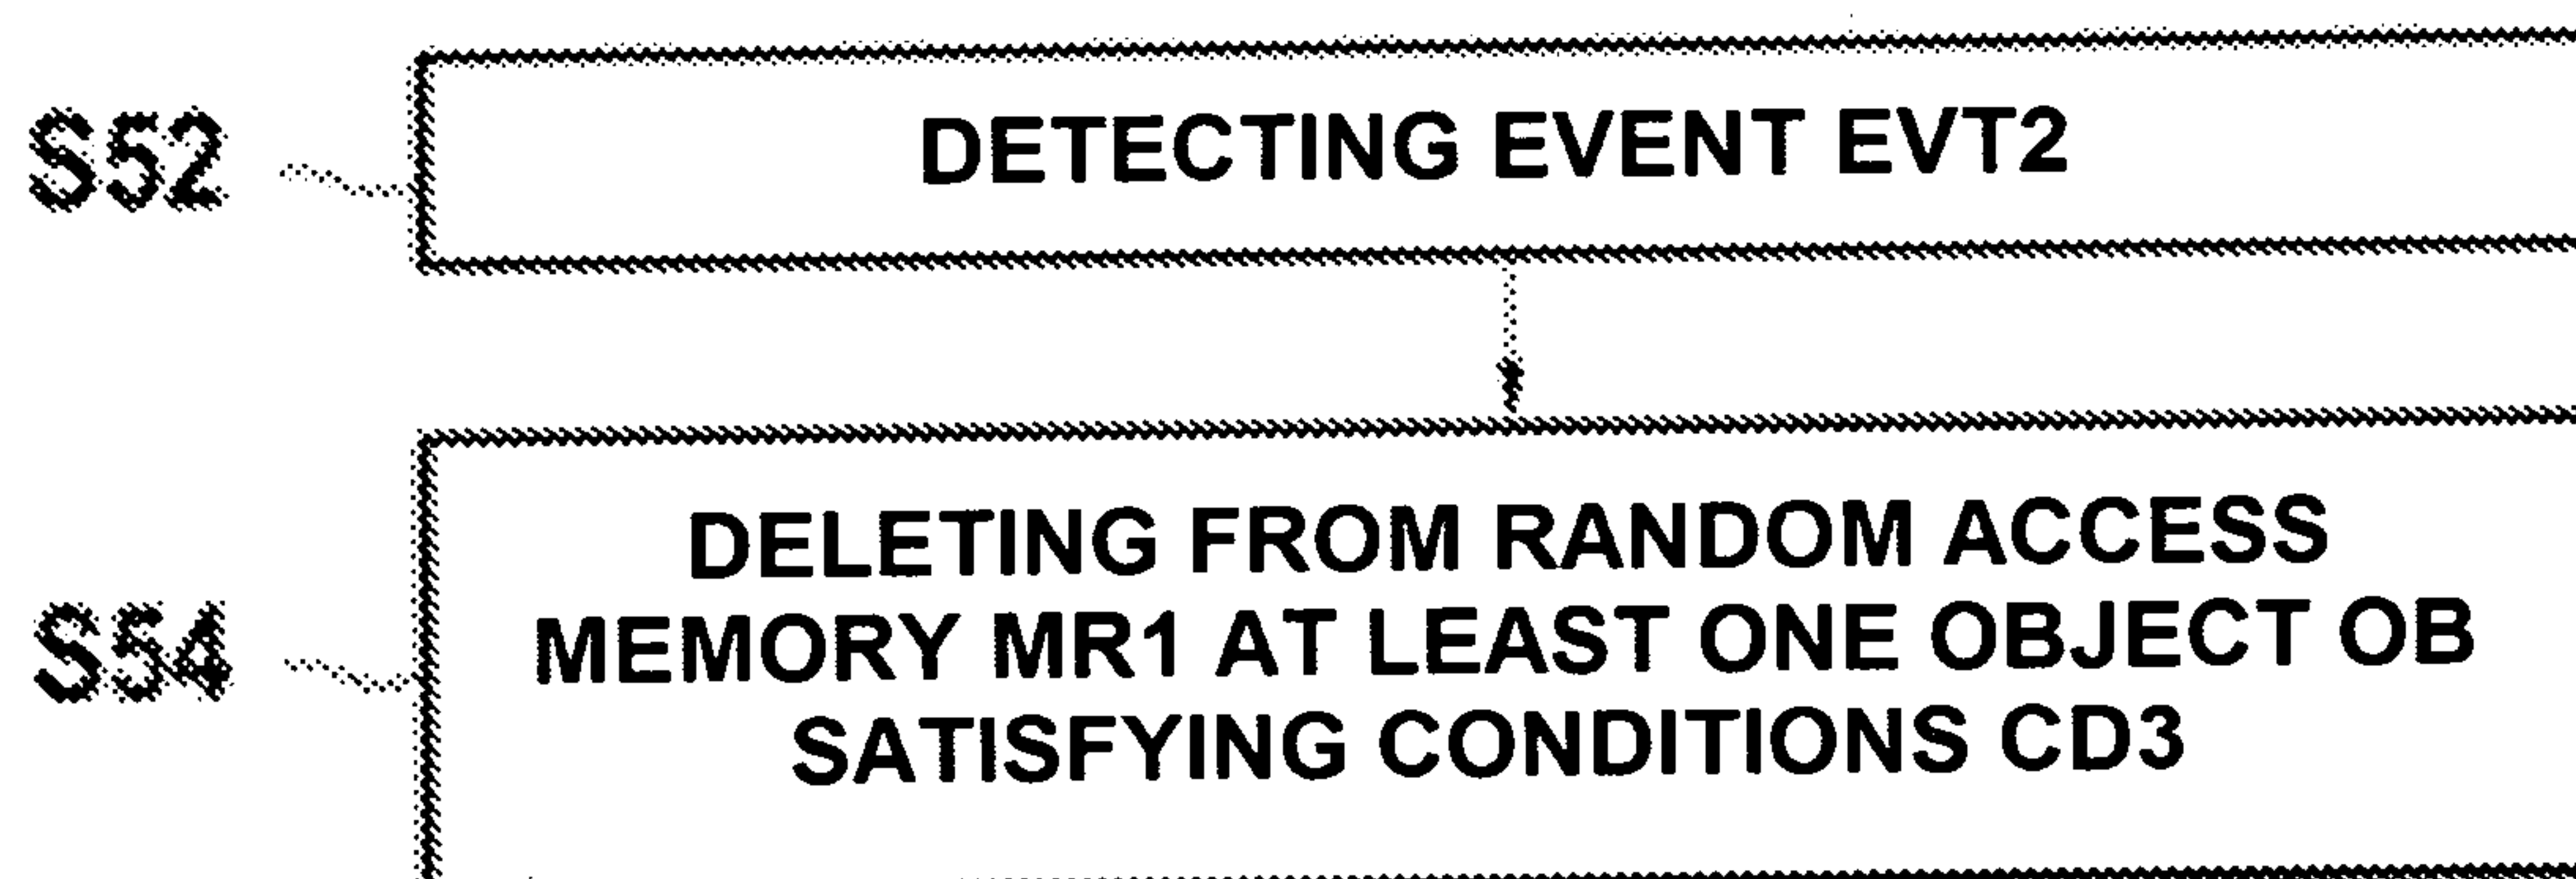 S52
DETECTING EVENT EVT2
S54
DELETING FROM RANDOM ACCESS
MEMORY MR1 AT LEAST ONE OBJECT OB
SATISFYING CONDITIONS CD3